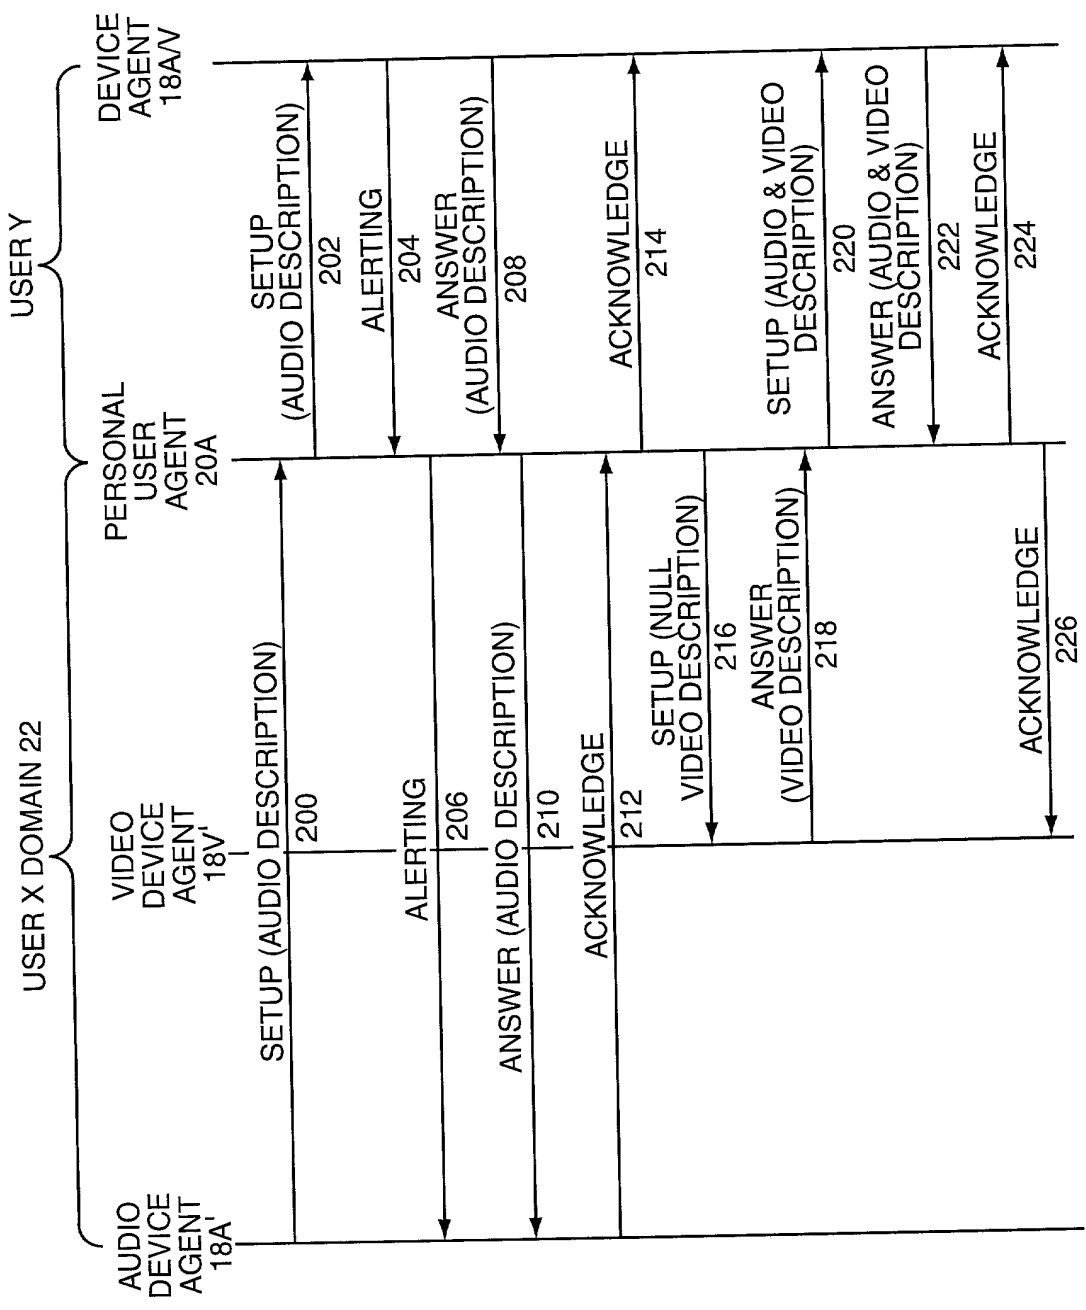 USER X DOMAIN 22
USER Y
AUDIO
DEVICE
AGENT
18A'
VIDEO
DEVICE
AGENT
18V'
PERSONAL
USER
AGENT
20A
DEVICE
AGENT
18A/V
SETUP (AUDIO DESCRIPTION)
200
SETUP
(AUDIO DESCRIPTION)
202
ALERTING
204
ALERTING
206
ANSWER
(AUDIO DESCRIPTION)
208
ANSWER (AUDIO DESCRIPTION)
210
ACKNOWLEDGE
212
ACKNOWLEDGE
214
SETUP (NULL
VIDEO DESCRIPTION)
216
ANSWER
(VIDEO DESCRIPTION)
218
SETUP (AUDIO & VIDEO
DESCRIPTION)
220
ANSWER (AUDIO & VIDEO
DESCRIPTION)
222
ACKNOWLEDGE
224
ACKNOWLEDGE
226